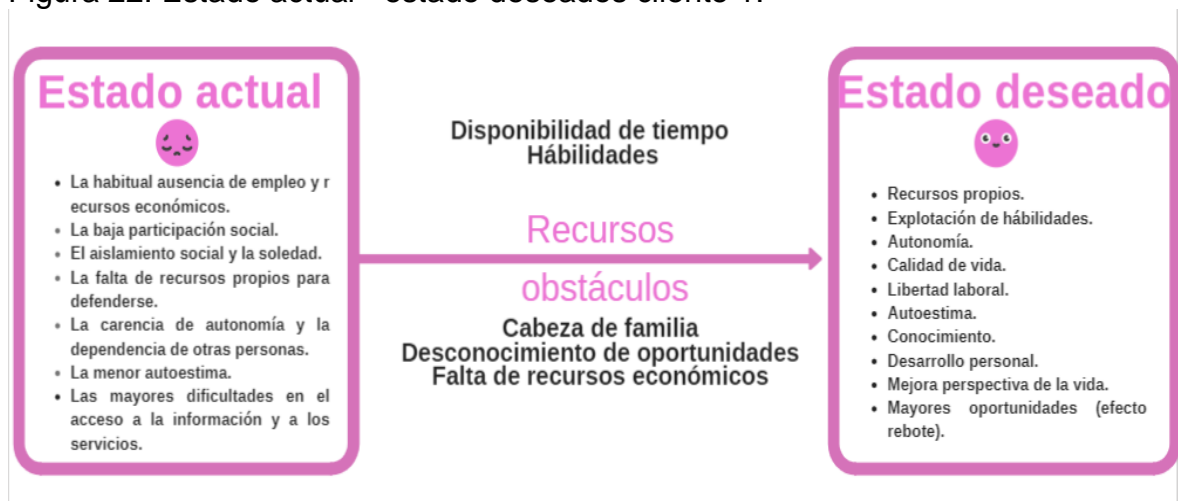 Estado actual
La habitual ausencia de empleo y r
ecursos económicos.
La baja participación social.
El aislamiento social y la soledad.
La falta de recursos propios para
defenderse.
La carencia de autonomía y la
dependencia de otras personas.
La menor autoestima.
Las mayores dificultades en el
acceso a la información y a los
servicios.
Disponibilidad de tiempo
Hábilidades
Recursos
obstáculos
Cabeza de familia
Desconocimiento de oportunidades
Falta de recursos económicos
Estado deseado
Recursos propios.
Explotación de hábilidades.
Autonomía.
Calidad de vida.
Libertad laboral.
Autoestima.
Conocimiento.
Desarrollo personal.
Mejora perspectiva de la vida.
Mayores oportunidades (efecto
rebote).